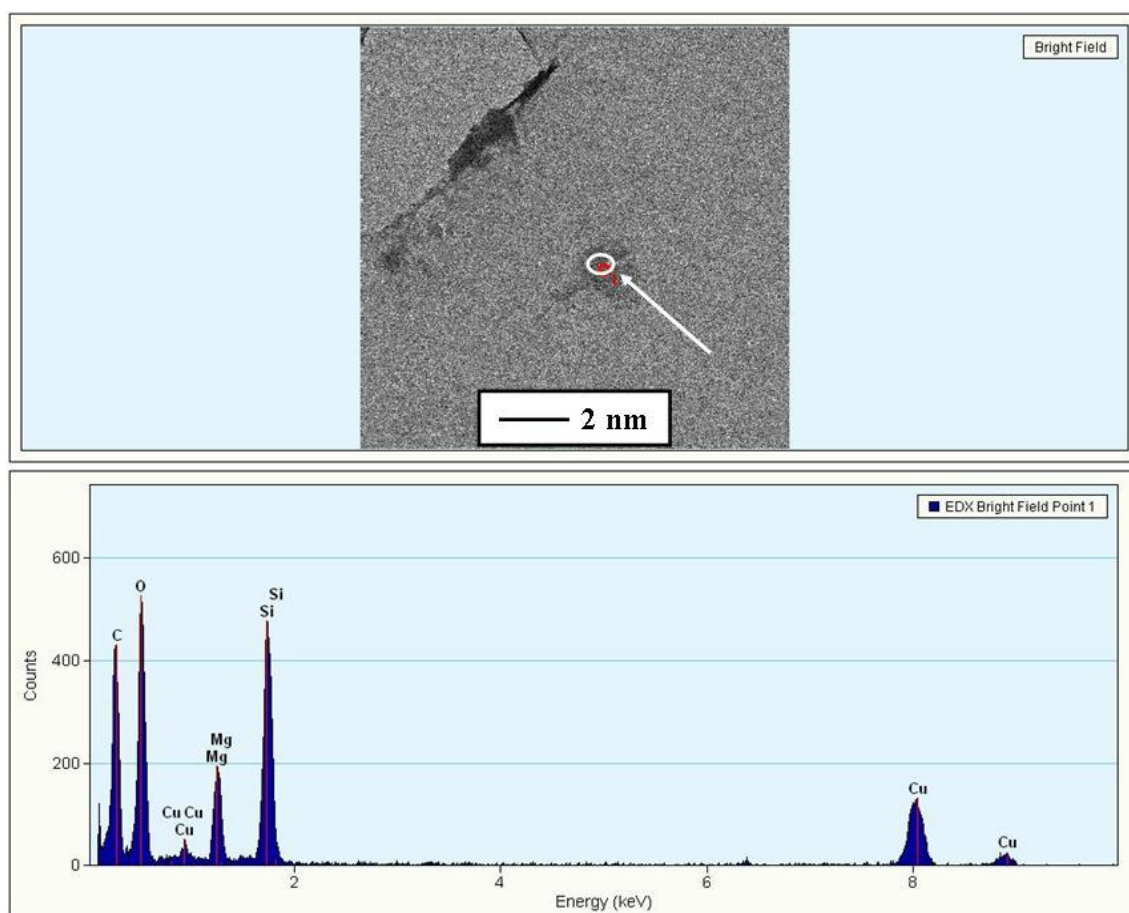 Bright Field
2 nm
EDX Bright Field Point 1
600
400
200
0
Counts
C
O
Cu Cu
Cu
Mg
Mg
Si
Si
Cu
Cu
2
4
6
8
Energy (keV)